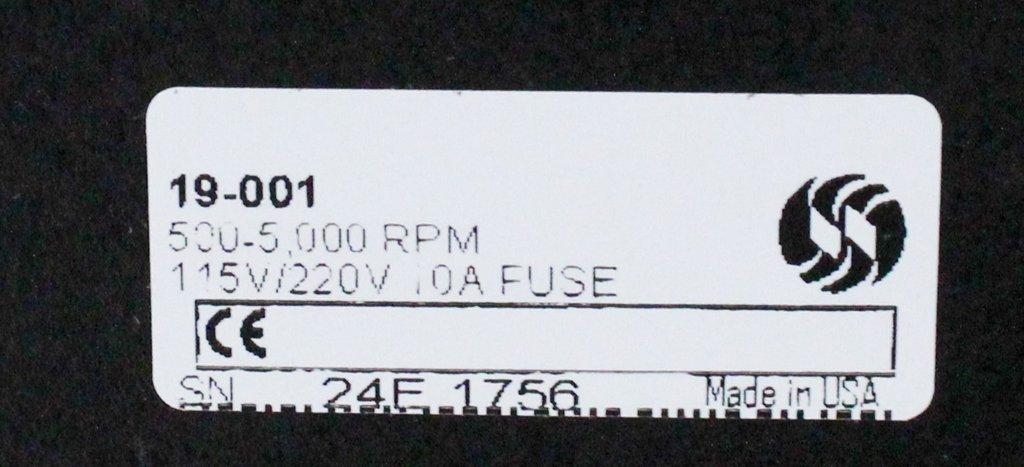 19-001
500-5,000 RPM
115V/220V 10A FUSE
CE
SN 24E 1756 Made in USA